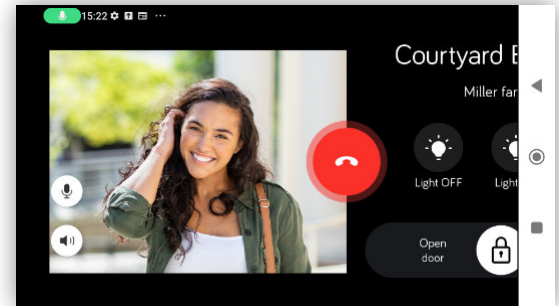 15:22
Courtyard E
Miller far
Light OFF
Light
Open
door